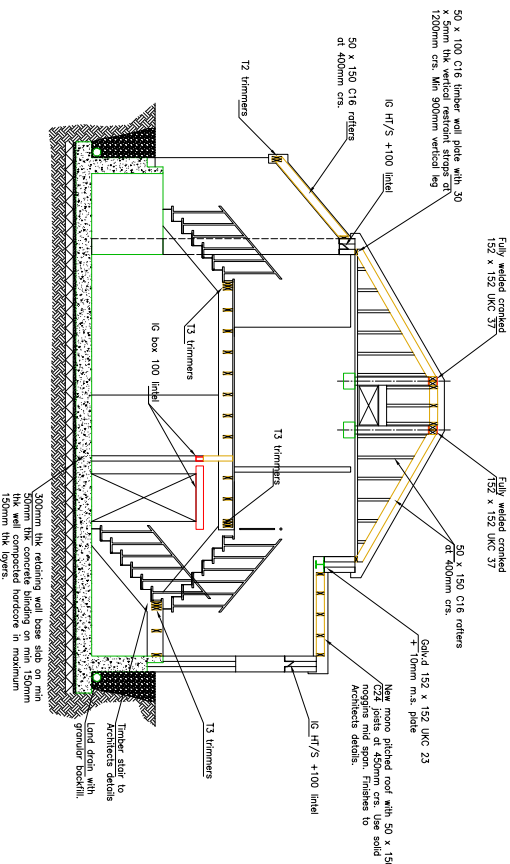 50 x 100 C16 timber wall plate with 30
x 5mm thk vertical restraint straps at
1200mm crs. Min 900mm vertical leg
IG HT/S +100 lintel
50 x 150 C16 rafters
at 400mm crs.
T2 trimmers
Fully welded cranked
152 x 152 UKC 37
Fully welded cranked
152 x 152 UKC 37
50 x 150 C16 rafters
at 400mm crs.
Galv.d 152 x 152 UKC 23
+ 10mm m.s. plate
New mono pitched roof with 50 x 150
C24 joists at 450mm crs. Use solid
noggins mid span. Finishes to
Architects details.
IG HT/S +100 lintel
T3 trimmers
IG box 100 lintel
T3 trimmers
T3 trimmers
Timber stair to
Architects details
Land drain with
granular backfill.
300mm thk retaining wall base slab on min
50mm thk concrete blinding on min 150mm
thk well compacted hardcore in maximum
150mm thk layers.